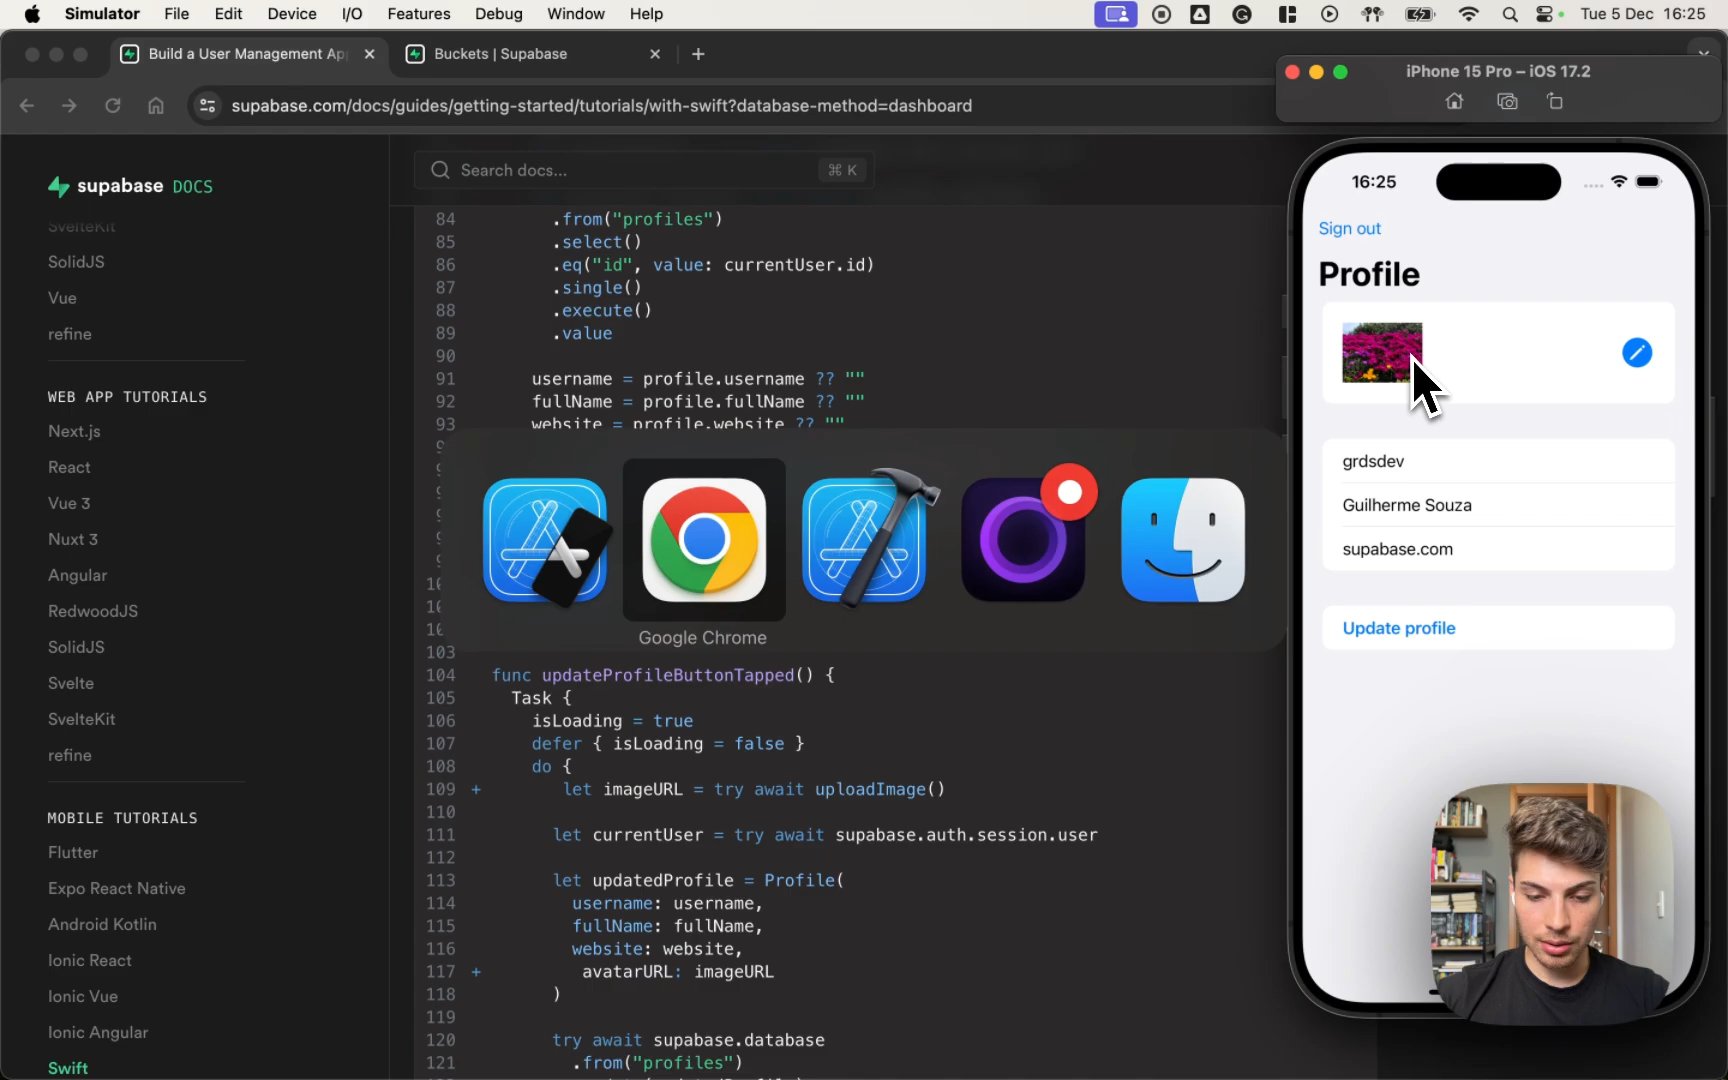 Simulator File Edit Device I/O Features Debug Window Help Tue 5 Dec 16:25
Build a User Management Ap
Buckets | Supabase
supabase.com/docs/guides/getting-started/tutorials/with-swift?database-method=dashboard
supabase DOCS
SvelteKit
SolidJS
Vue
refine
WEB APP TUTORIALS
Next.js
React
Vue 3
Nuxt 3
Angular
RedwoodJS
SolidJS
Svelte
SvelteKit
refine
MOBILE TUTORIALS
Flutter
Expo React Native
Android Kotlin
Ionic React
Ionic Vue
Ionic Angular
Swift
Search docs...
⌘ K
84 .from("profiles")
85 .select()
86 .eq("id", value: currentUser.id)
87 .single()
88 .execute()
89 .value
90
91 username = profile.username ?? ""
92 fullName = profile.fullName ?? ""
93 website = profile.website ?? ""
Google Chrome
103
104 func updateProfileButtonTapped() {
105 Task {
106 isLoading = true
107 defer { isLoading = false }
108 do {
109 + let imageURL = try await uploadImage()
110
111 let currentUser = try await supabase.auth.session.user
112
113 let updatedProfile = Profile(
114 username: username,
115 fullName: fullName,
116 website: website,
117 + avatarURL: imageURL
118 )
119
120 try await supabase.database
121 .from("profiles")
iPhone 15 Pro – iOS 17.2
16:25
Sign out
Profile
grdsdev
Guilherme Souza
supabase.com
Update profile